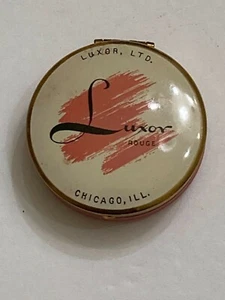 LUXOR, LTD.
Luxor
ROUGE
CHICAGO, ILL.